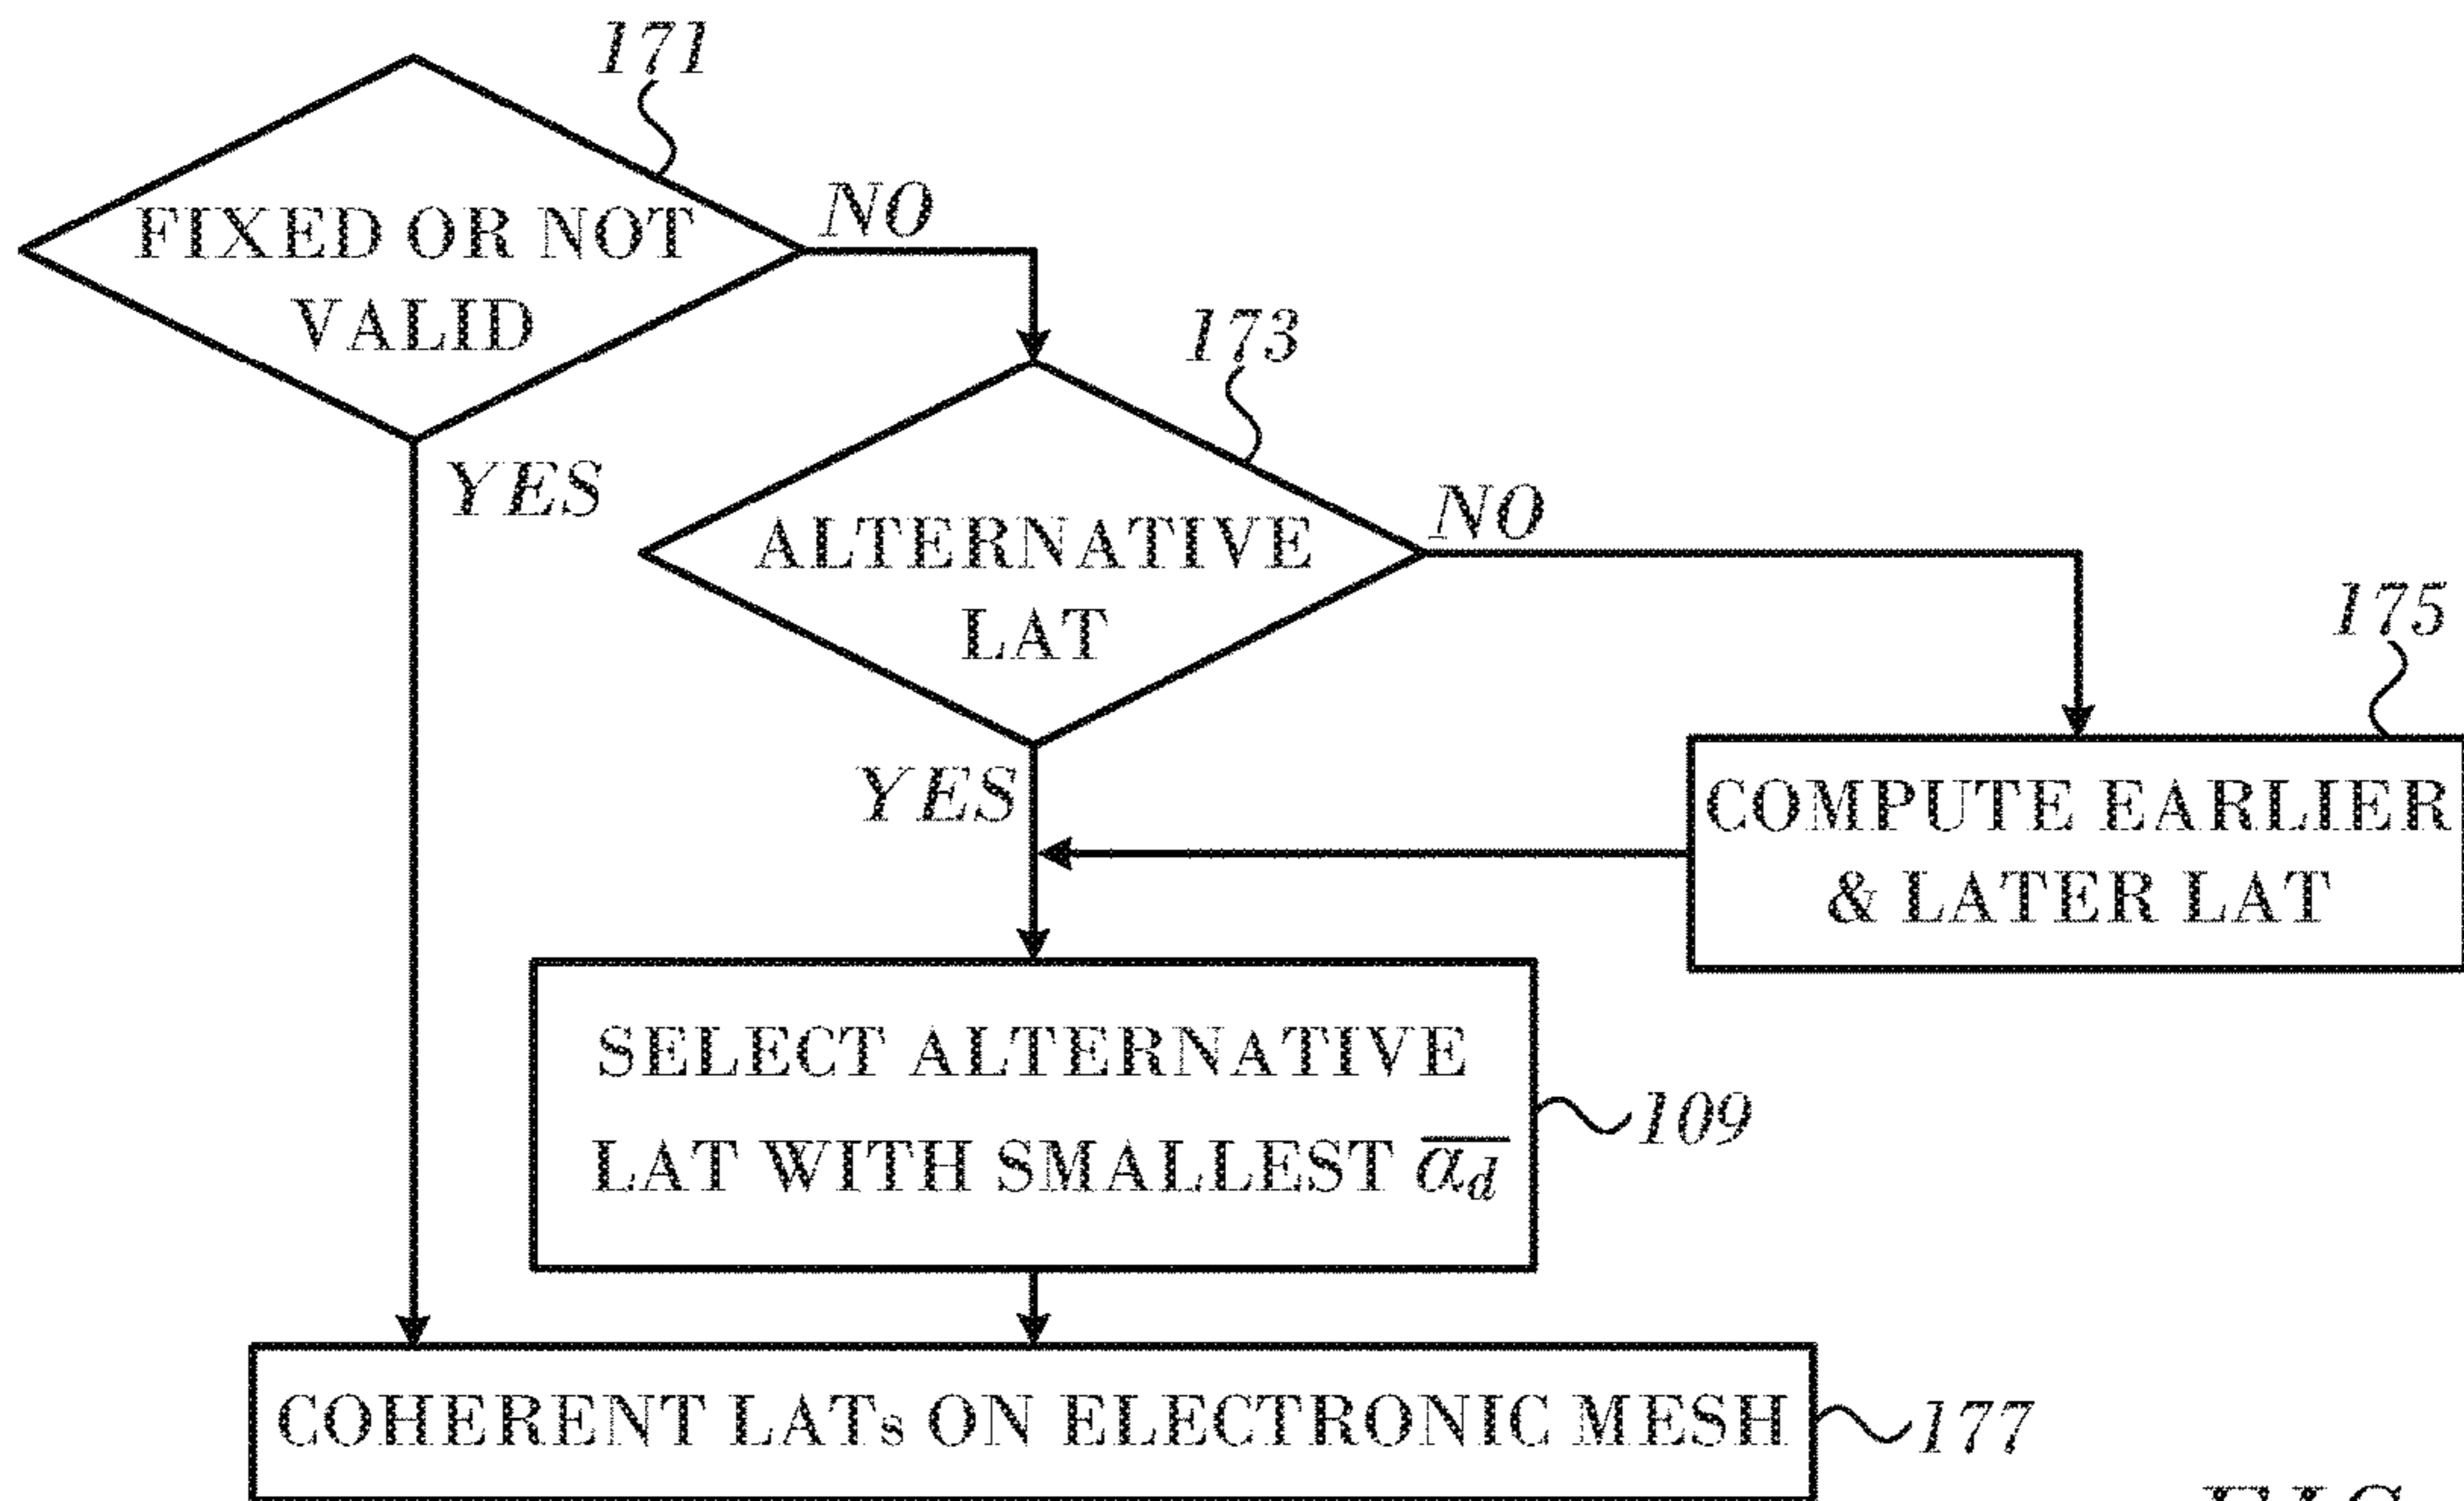 171
FIXED OR NOT
VALID
NO
YES
173
ALTERNATIVE
LAT
NO
YES
175
COMPUTE EARLIER
& LATER LAT
SELECT ALTERNATIVE
LAT WITH SMALLEST $\overline{a_d}$
109
COHERENT LATs ON ELECTRONIC MESH
177